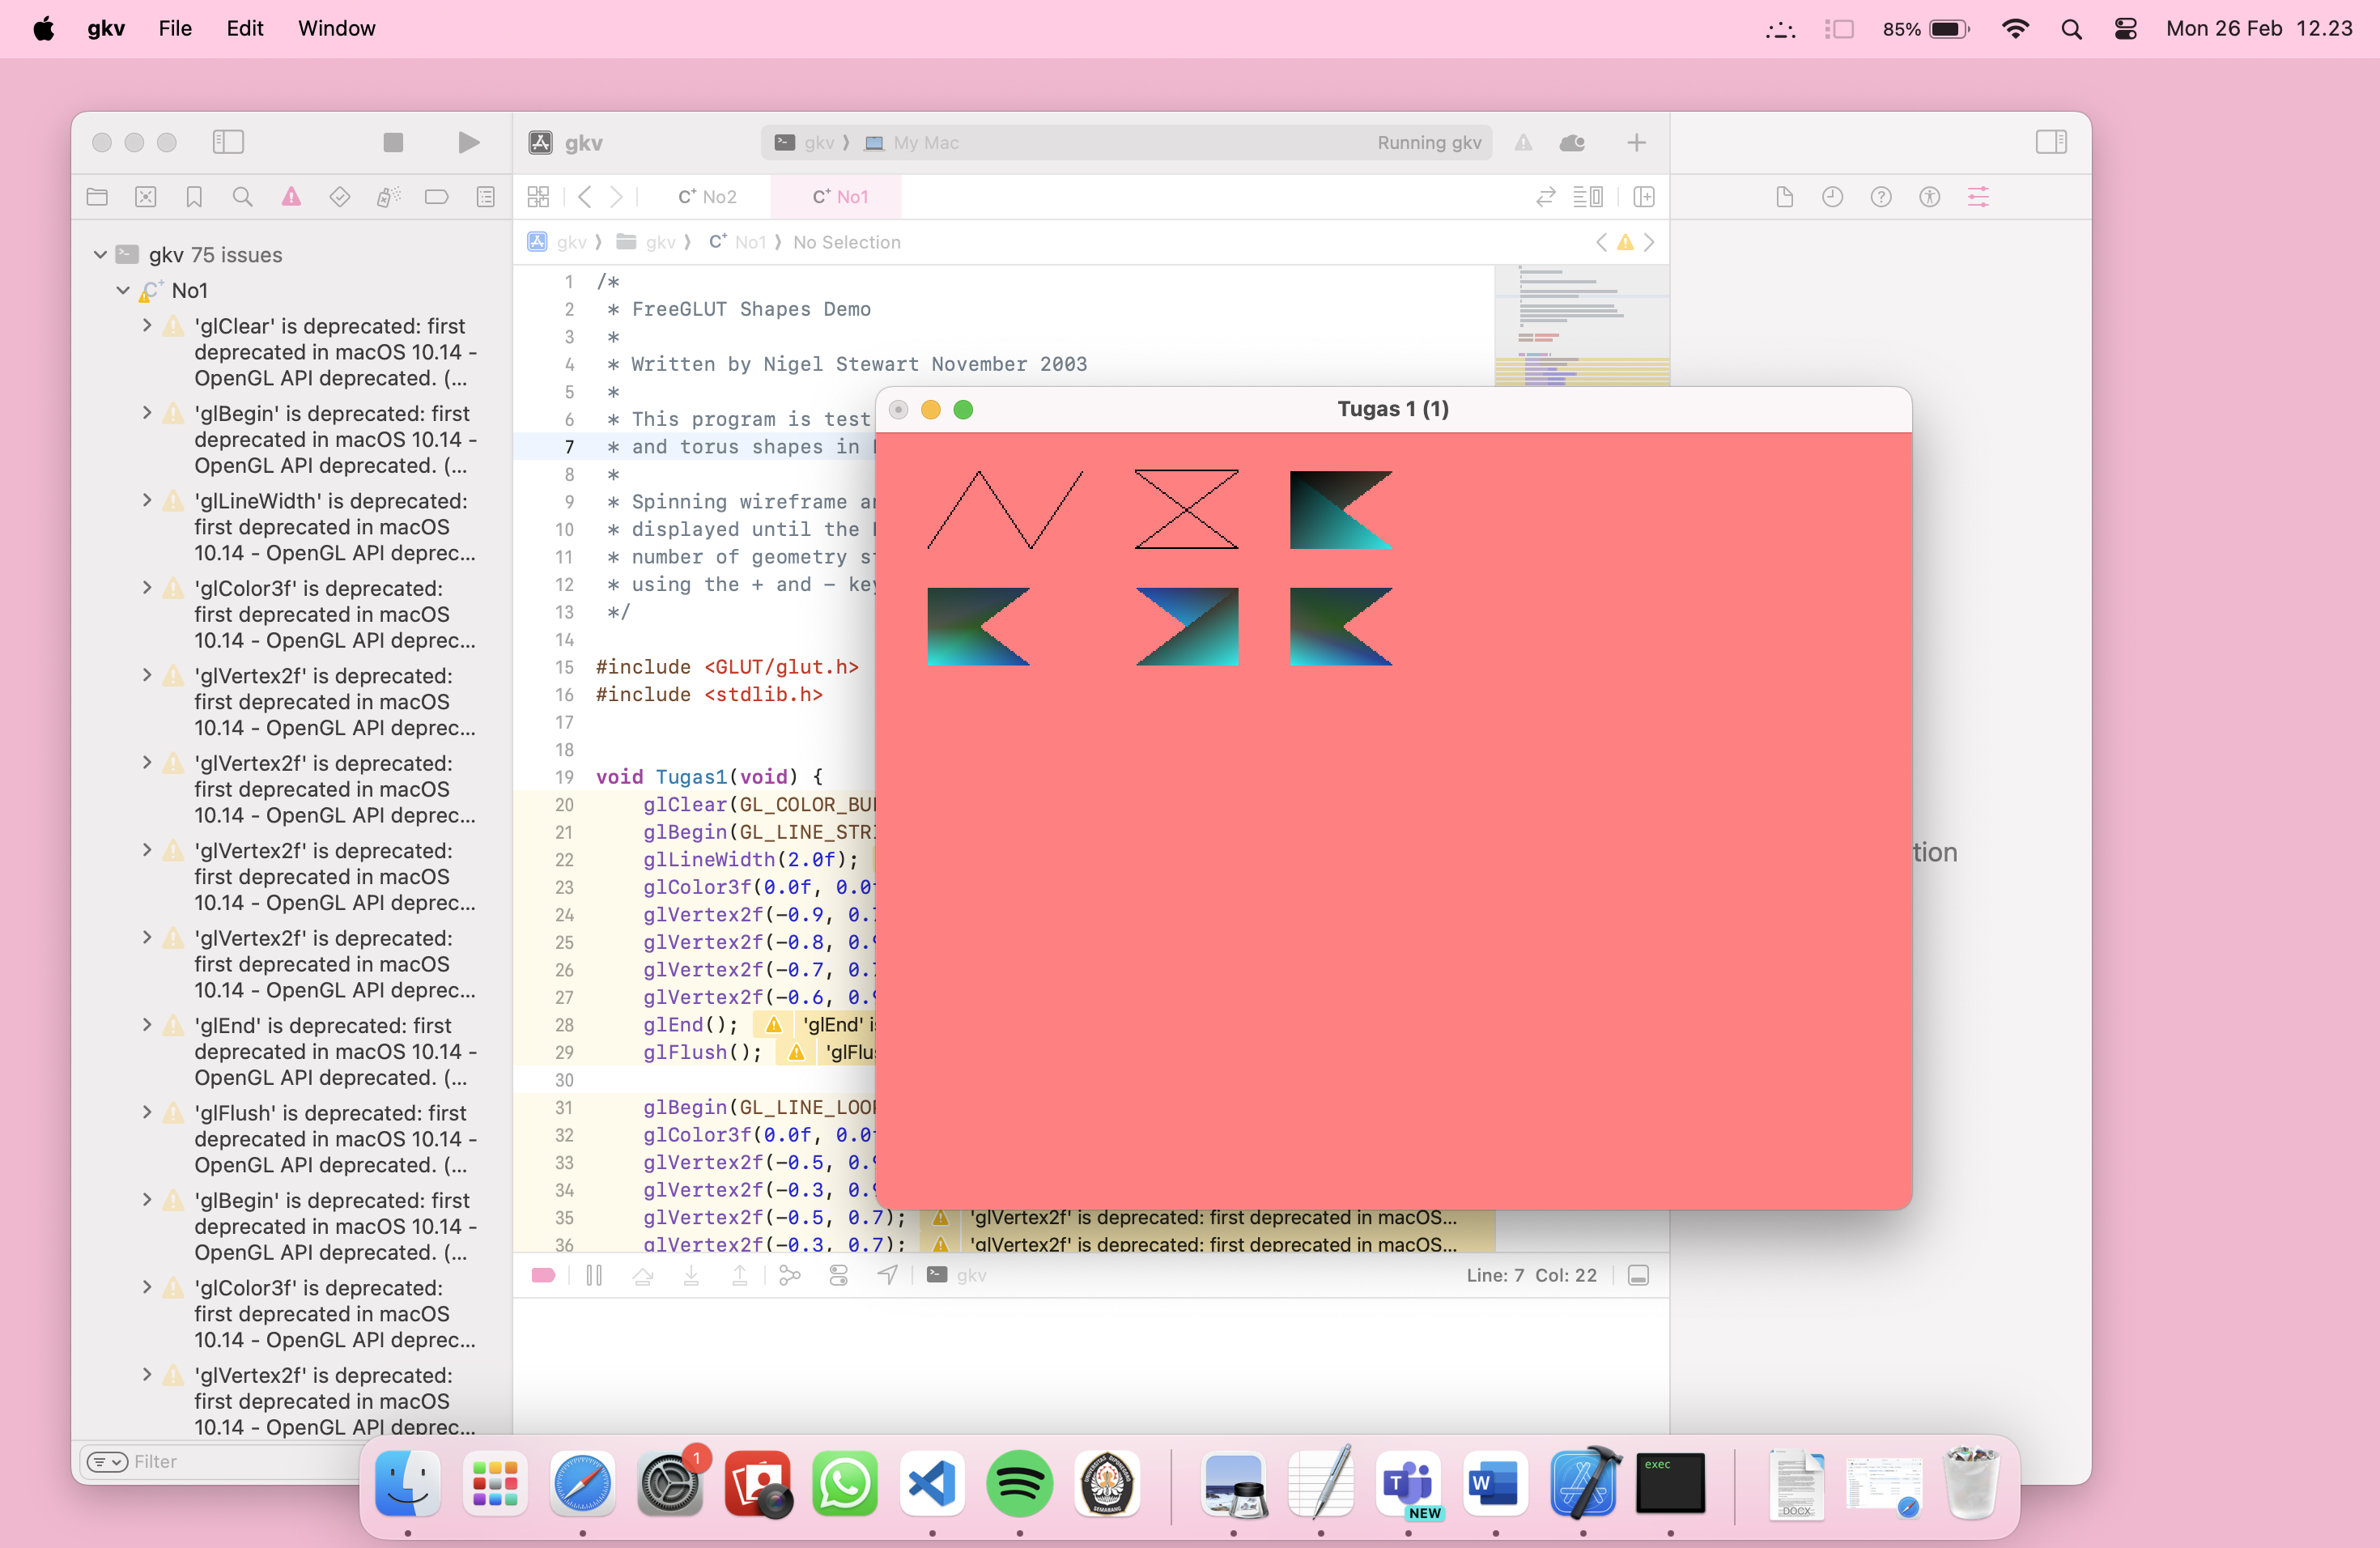 gkv File Edit Window 85% Mon 26 Feb 12.23
gkv gkv My Mac Running gkv
No2 No1
gkv gkv No1 No Selection
gkv 75 issues
No1
'glClear' is deprecated: first
deprecated in macOS 10.14 -
OpenGL API deprecated. (...
'glBegin' is deprecated: first
deprecated in macOS 10.14 -
OpenGL API deprecated. (...
'glLineWidth' is deprecated:
first deprecated in macOS
10.14 - OpenGL API deprec...
'glColor3f' is deprecated:
first deprecated in macOS
10.14 - OpenGL API deprec...
'glVertex2f' is deprecated:
first deprecated in macOS
10.14 - OpenGL API deprec...
'glVertex2f' is deprecated:
first deprecated in macOS
10.14 - OpenGL API deprec...
'glVertex2f' is deprecated:
first deprecated in macOS
10.14 - OpenGL API deprec...
'glVertex2f' is deprecated:
first deprecated in macOS
10.14 - OpenGL API deprec...
'glEnd' is deprecated: first
deprecated in macOS 10.14 -
OpenGL API deprecated. (...
'glFlush' is deprecated: first
deprecated in macOS 10.14 -
OpenGL API deprecated. (...
'glBegin' is deprecated: first
deprecated in macOS 10.14 -
OpenGL API deprecated. (...
'glColor3f' is deprecated:
first deprecated in macOS
10.14 - OpenGL API deprec...
'glVertex2f' is deprecated:
first deprecated in macOS
10.14 - OpenGL API deprec...
Filter
1 /*
2 * FreeGLUT Shapes Demo
3 *
4 * Written by Nigel Stewart November 2003
5 *
6 * This program is test
7 * and torus shapes in
8 *
9 * Spinning wireframe
10 * displayed until the
11 * number of geometry
12 * using the + and -
13 */
14
15 #include <GLUT/glut.h>
16 #include <stdlib.h>
17
18
19 void Tugas1(void) {
20 glClear(GL_COLOR_BU
21 glBegin(GL_LINE_STR
22 glLineWidth(2.0f);
23 glColor3f(0.0f, 0.0
24 glVertex2f(-0.9, 0.
25 glVertex2f(-0.8, 0.
26 glVertex2f(-0.7, 0.
27 glVertex2f(-0.6, 0.
28 glEnd(); 'glEnd' i
29 glFlush(); 'glFlu
30
31 glBegin(GL_LINE_LOO
32 glColor3f(0.0f, 0.0
33 glVertex2f(-0.5, 0.
34 glVertex2f(-0.3, 0.
35 glVertex2f(-0.5, 0.7); 'glVertex2f' is deprecated: first deprecated in macOS...
36 glVertex2f(-0.3, 0.7); 'glVertex2f' is deprecated: first deprecated in macOS...
Tugas 1 (1)
tion
gkv Line: 7 Col: 22
1
SEMARANG
T
NEW
W
exec
DOCX